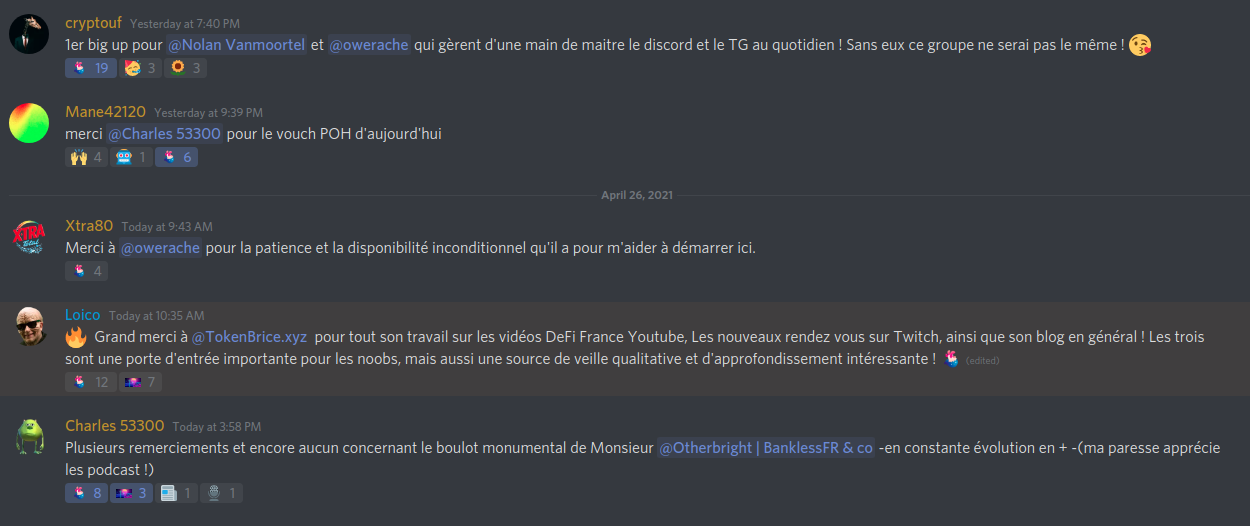 cryptouf Yesterday at 7:40 PM
1er big up pour @Nolan Vanmoortel et @owerache qui gèrent d'une main de maitre le discord et le TG au quotidien ! Sans eux ce groupe ne serai pas le même !
19 3 3
Mane42120 Yesterday at 9:39 PM
merci @Charles 53300 pour le vouch POH d'aujourd'hui
4 1 6
April 26, 2021
XTRA
total
Xtra80 Today at 9:43 AM
Merci à @owerache pour la patience et la disponibilité inconditionnel qu'il a pour m'aider à démarrer ici.
4
Loico Today at 10:35 AM
Grand merci à @TokenBrice.xyz pour tout son travail sur les vidéos DeFi France Youtube, Les nouveaux rendez vous sur Twitch, ainsi que son blog en général ! Les trois
sont une porte d'entrée importante pour les noobs, mais aussi une source de veille qualitative et d'approfondissement intéressante ! (edited)
12 7
Charles 53300 Today at 3:58 PM
Plusieurs remerciements et encore aucun concernant le boulot monumental de Monsieur @Otherbright | BanklessFR & co -en constante évolution en + -(ma paresse apprécie
les podcast !)
8 3 1 1